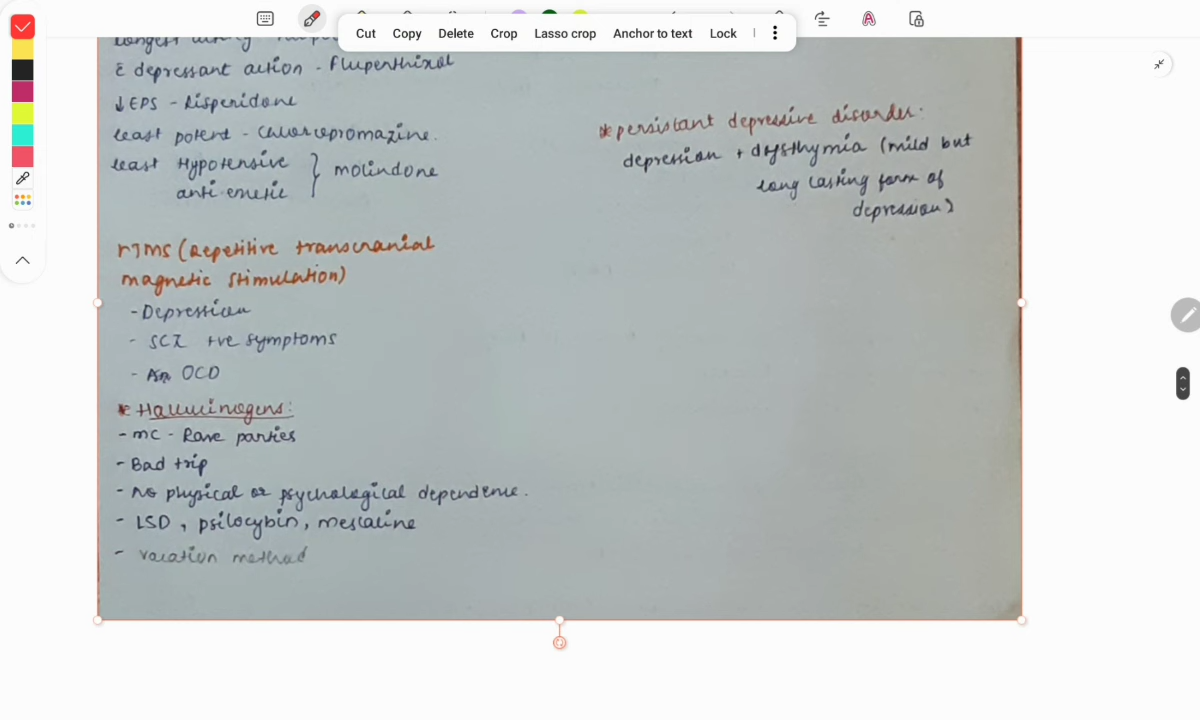 Cut Copy Delete Crop Lasso crop Anchor to text Lock
longest acting
c̄ depressant action - flupenthixol
↓EPS - Risperidone
least potent - chloropromazine.
least Hypotensive
anti emetic } molindone
*persistant depressive disorder:
depression + dysthymia (mild but
long lasting form of
depression)
rTMS (Repetitive transcranial
magnetic stimulation)
- Depression
- SCZ +ve symptoms
- OCD
* Hallucinogens:
- MC - Rave parties
- Bad trip
- No physical or psychological dependence.
- LSD, psilocybin, mescaline
- vacation method